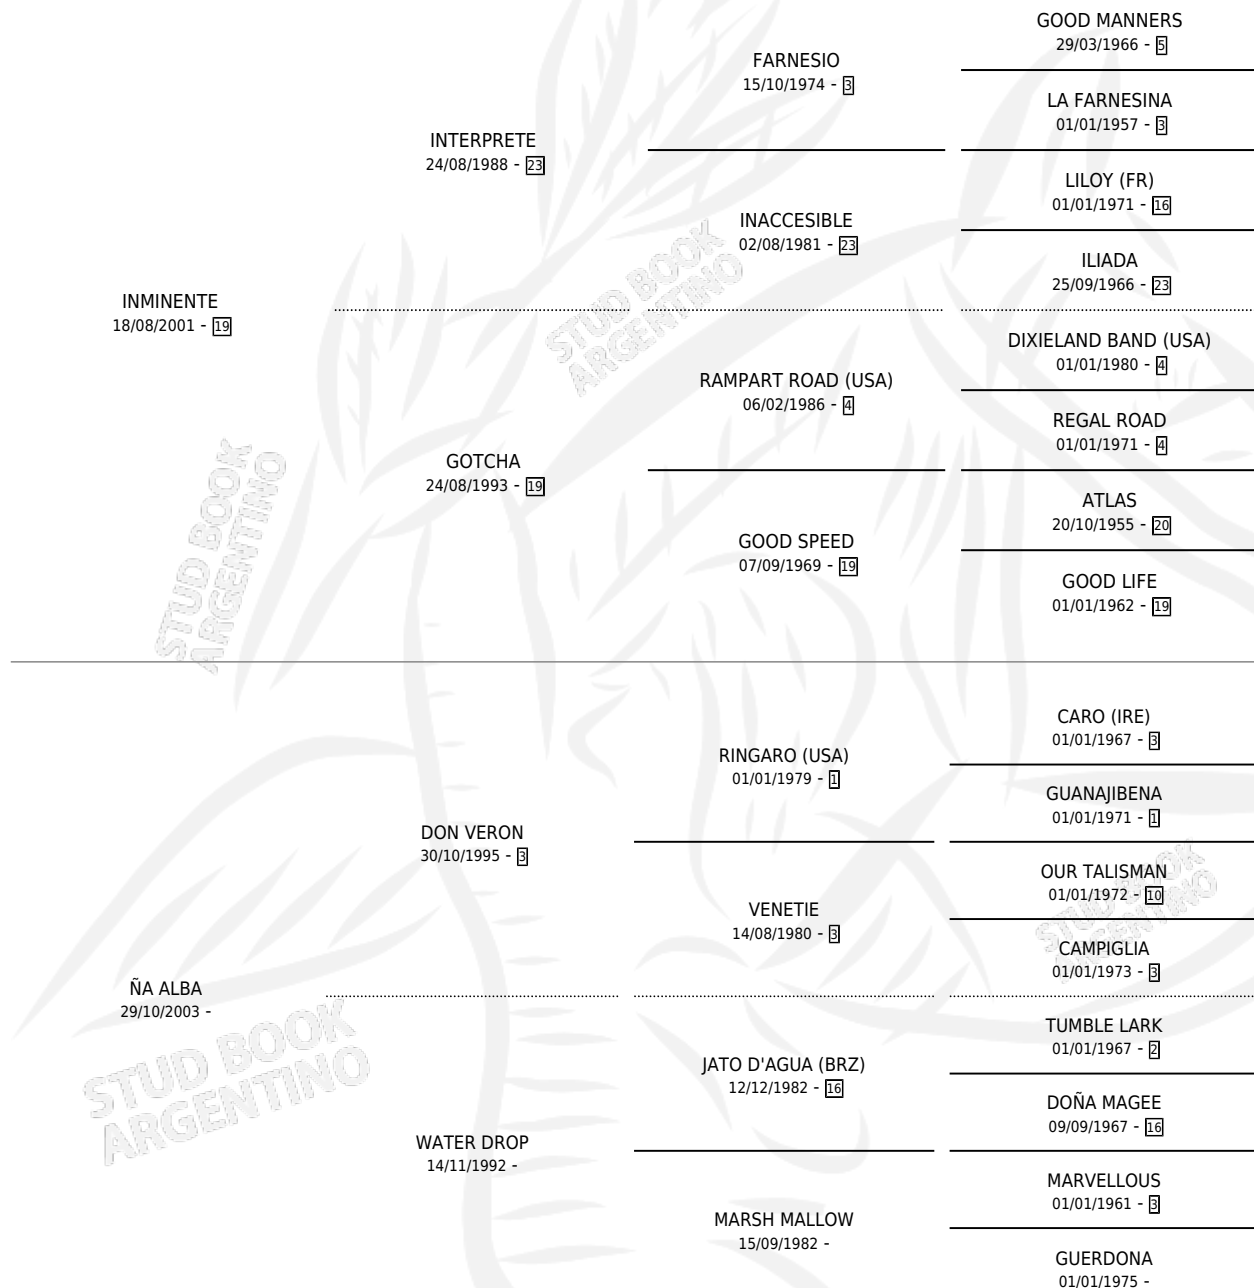 GOOD MANNERS
29/03/1966 - 5
FARNESIO
15/10/1974 - 3
LA FARNESINA
01/01/1957 - 3
INTERPRETE
24/08/1988 - 23
LILOY (FR)
01/01/1971 - 16
INACCESIBLE
02/08/1981 - 23
ILIADA
25/09/1966 - 23
INMINENTE
18/08/2001 - 19
DIXIELAND BAND (USA)
01/01/1980 - 4
RAMPART ROAD (USA)
06/02/1986 - 4
REGAL ROAD
01/01/1971 - 4
GOTCHA
24/08/1993 - 19
ATLAS
20/10/1955 - 20
GOOD SPEED
07/09/1969 - 19
GOOD LIFE
01/01/1962 - 19
CARO (IRE)
01/01/1967 - 3
RINGARO (USA)
01/01/1979 - 1
GUANAJIBENA
01/01/1971 - 1
DON VERON
30/10/1995 - 3
OUR TALISMAN
01/01/1972 - 10
VENETIE
14/08/1980 - 3
CAMPIGLIA
01/01/1973 - 3
ÑA ALBA
29/10/2003 -
TUMBLE LARK
01/01/1967 - 2
JATO D'AGUA (BRZ)
12/12/1982 - 16
DOÑA MAGEE
09/09/1967 - 16
WATER DROP
14/11/1992 -
MARVELLOUS
01/01/1961 - 3
MARSH MALLOW
15/09/1982 -
GUERDONA
01/01/1975 -
STUD BOOK
ARGENTINO
STUD BOOK
ARGENTINO
STUD BOOK
ARGENTINO
STUD BOOK
ARGENTINO